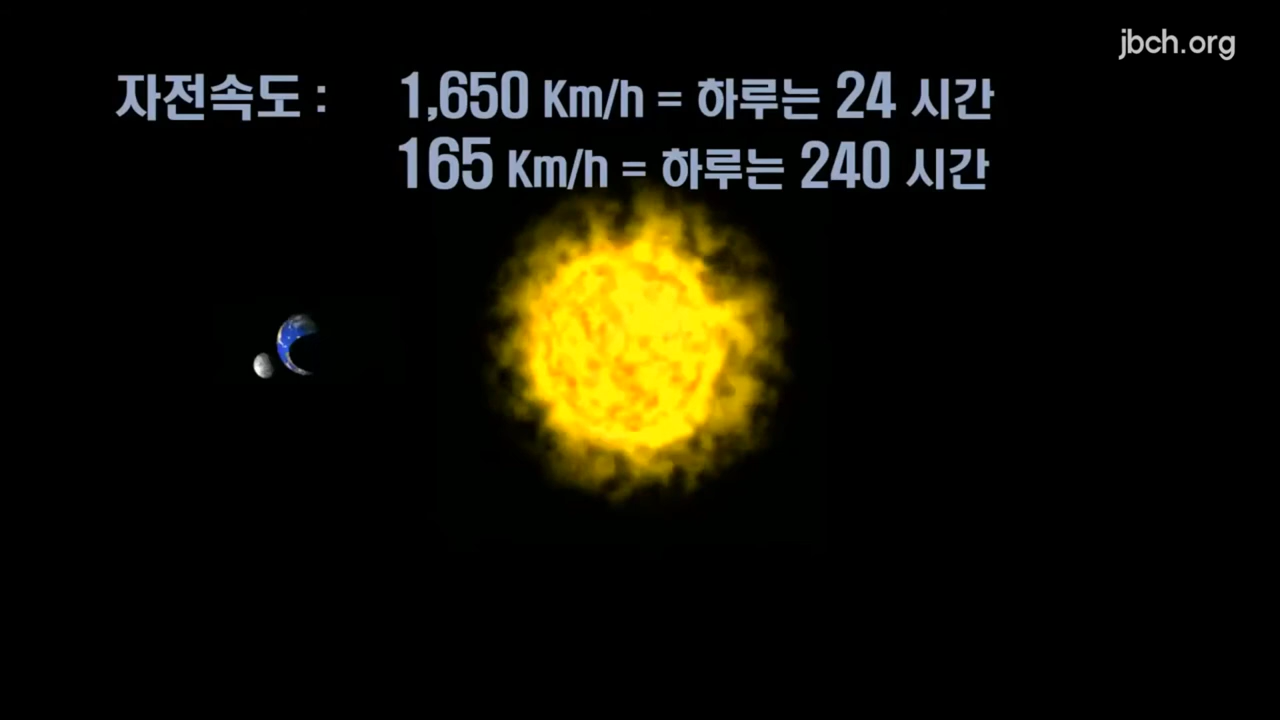 jbch.org
자전속도 : 1,650 Km/h = 하루는 24 시간
165 Km/h = 하루는 240 시간